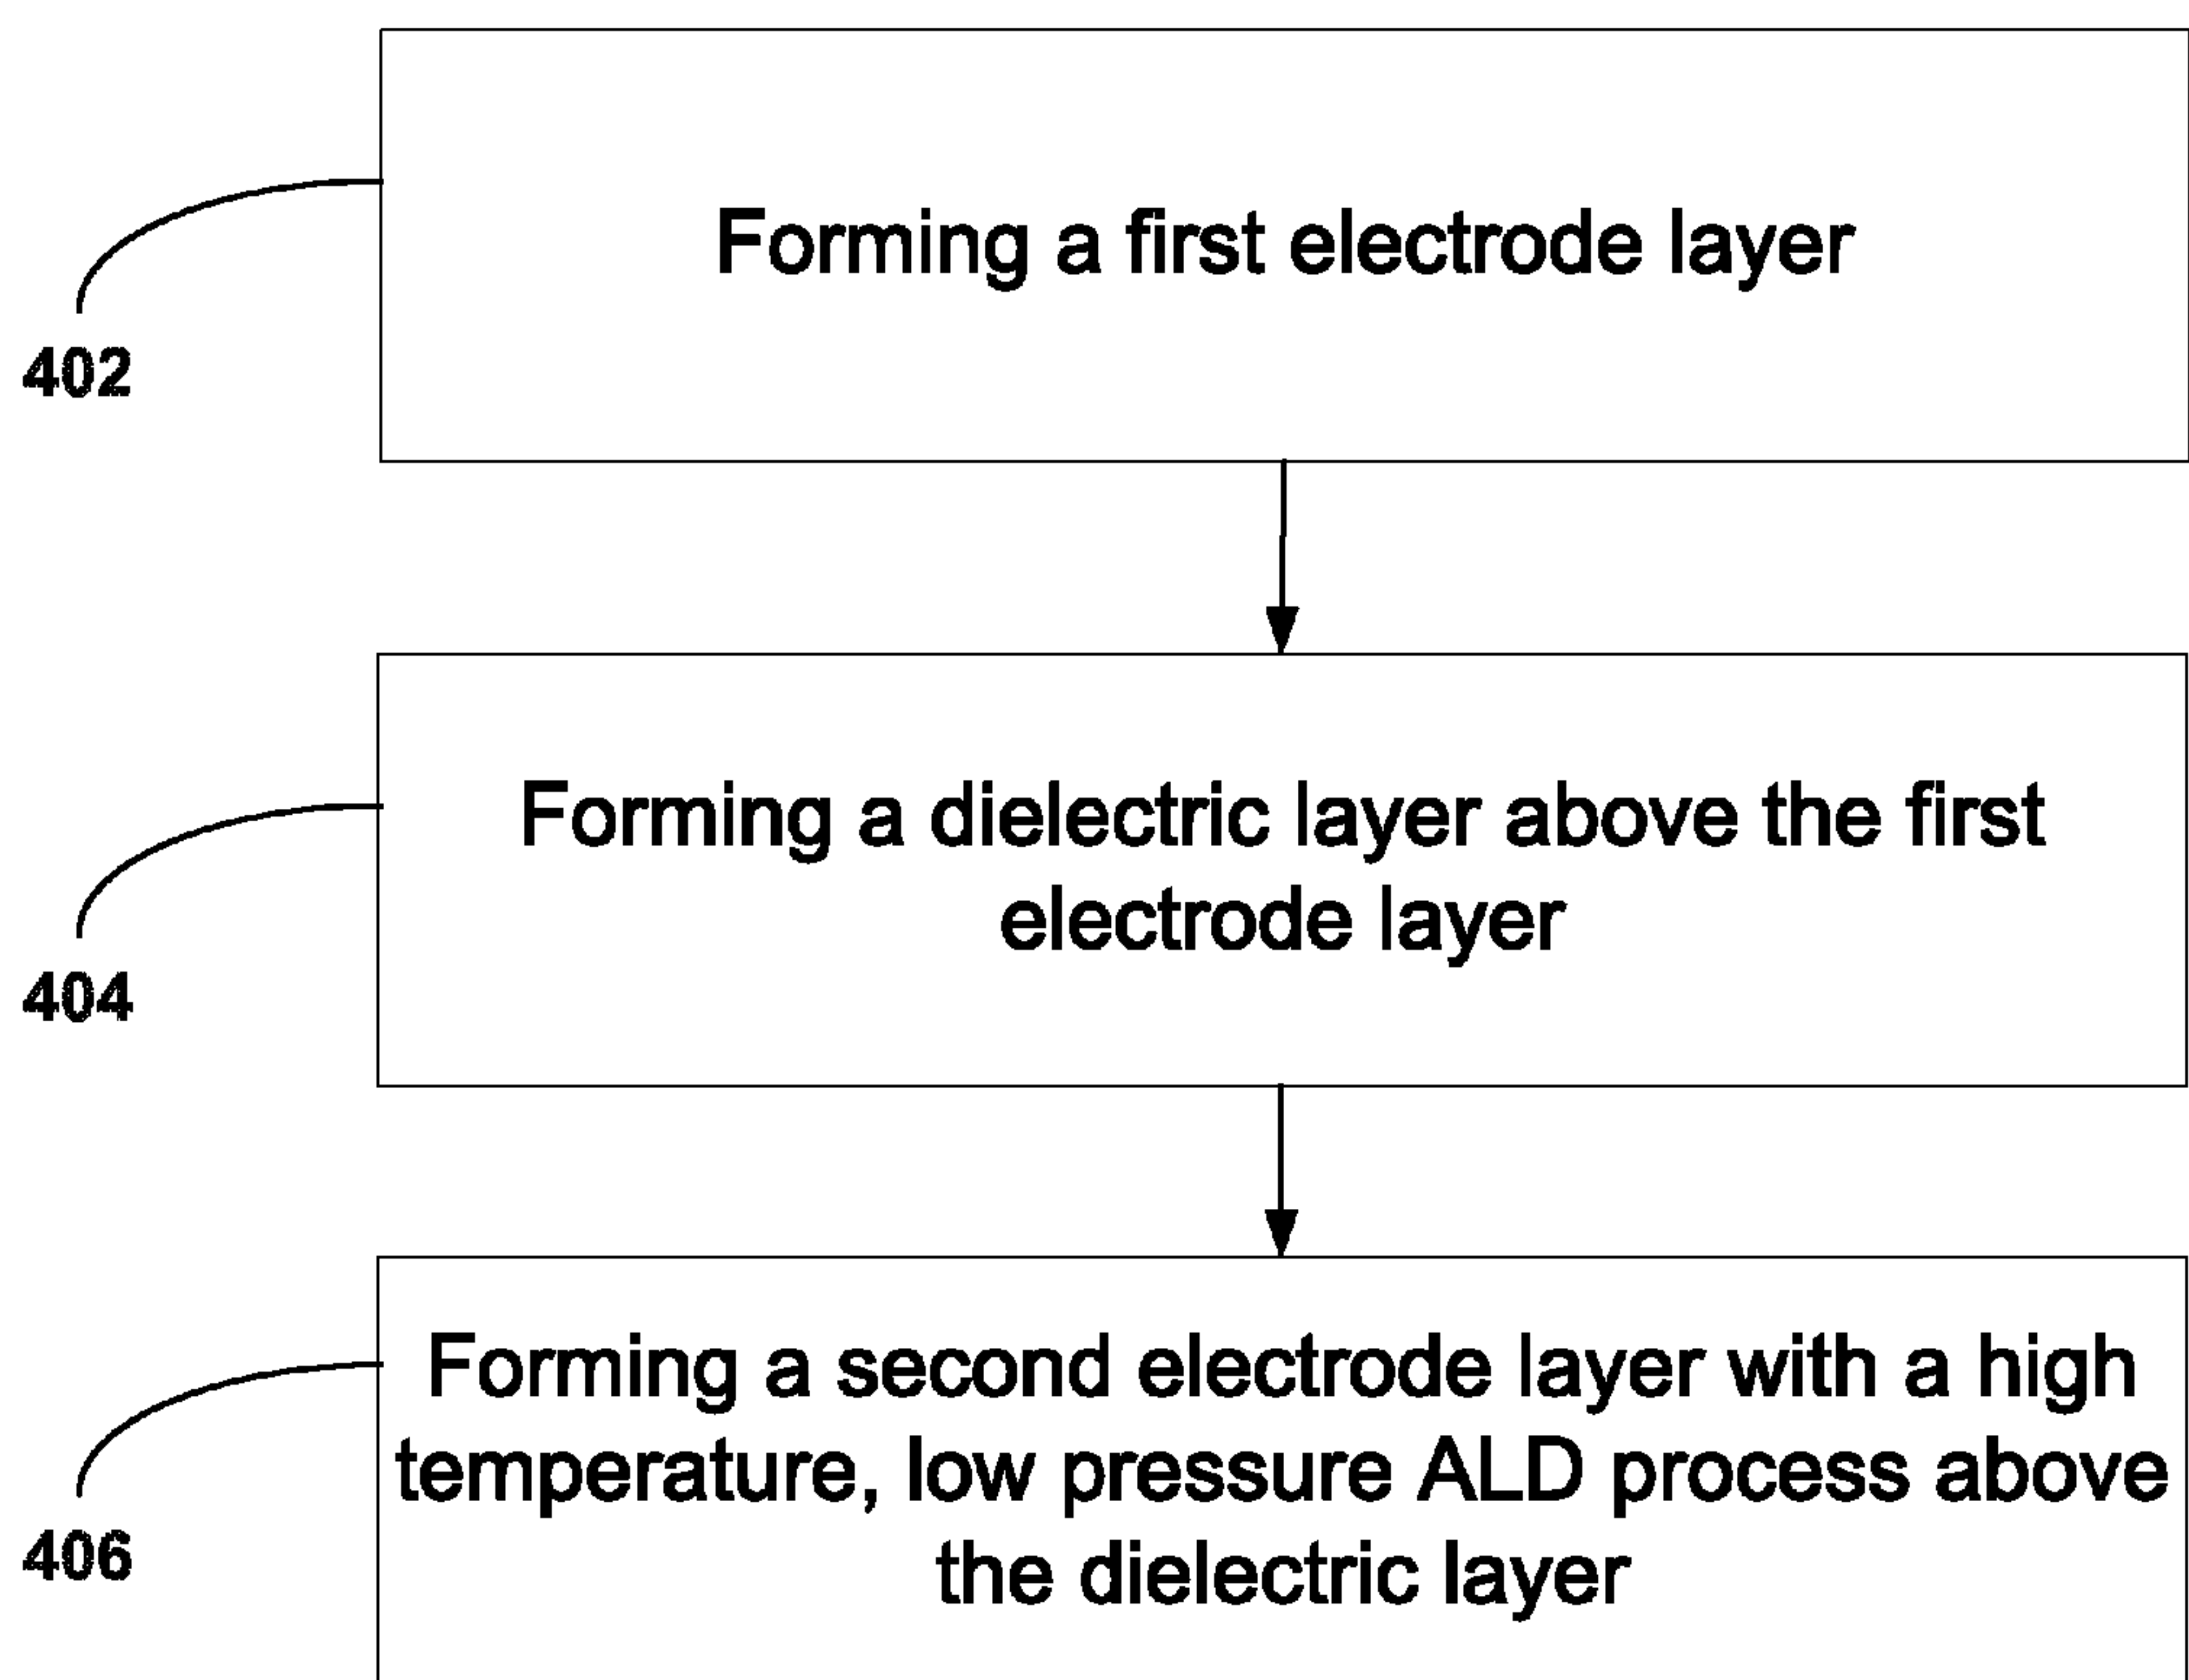 Forming a first electrode layer
402
Forming a dielectric layer above the first
electrode layer
404
Forming a second electrode layer with a high
temperature, low pressure ALD process above
the dielectric layer
406